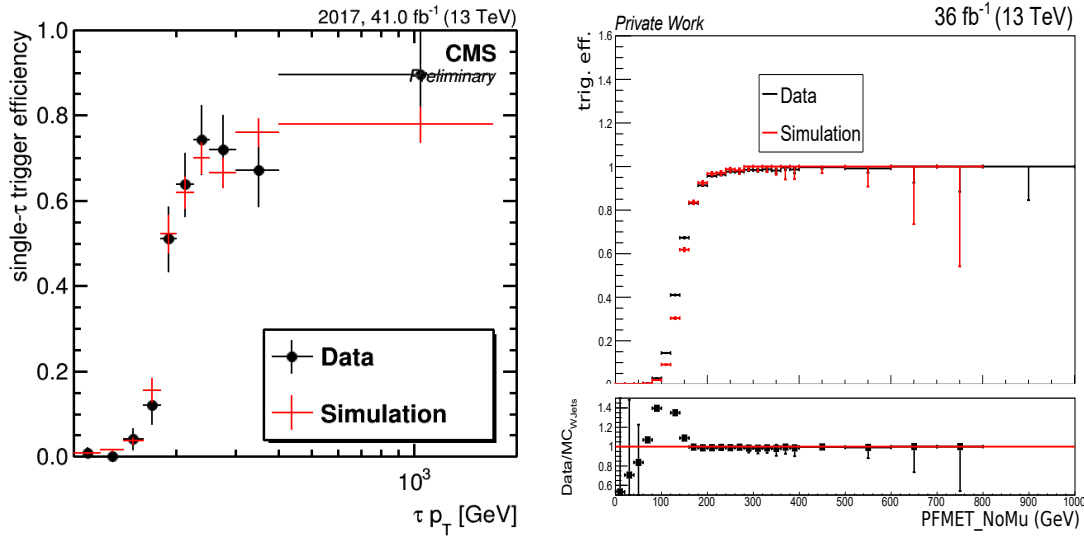 2017, 41.0 fb⁻¹ (13 TeV)
CMS
Preliminary
single-τ trigger efficiency
1.0
0.8
0.6
0.4
0.2
0.0
Data
Simulation
10³
τ p_T [GeV]
Private Work
36 fb⁻¹ (13 TeV)
trig. eff.
1.6
1.4
1.2
1
0.8
0.6
0.4
0.2
0
Data
Simulation
Data/MC_WJets
1.4
1.2
1
0.8
0.6
0 100 200 300 400 500 600 700 800 900 1000
PFMET_NoMu (GeV)